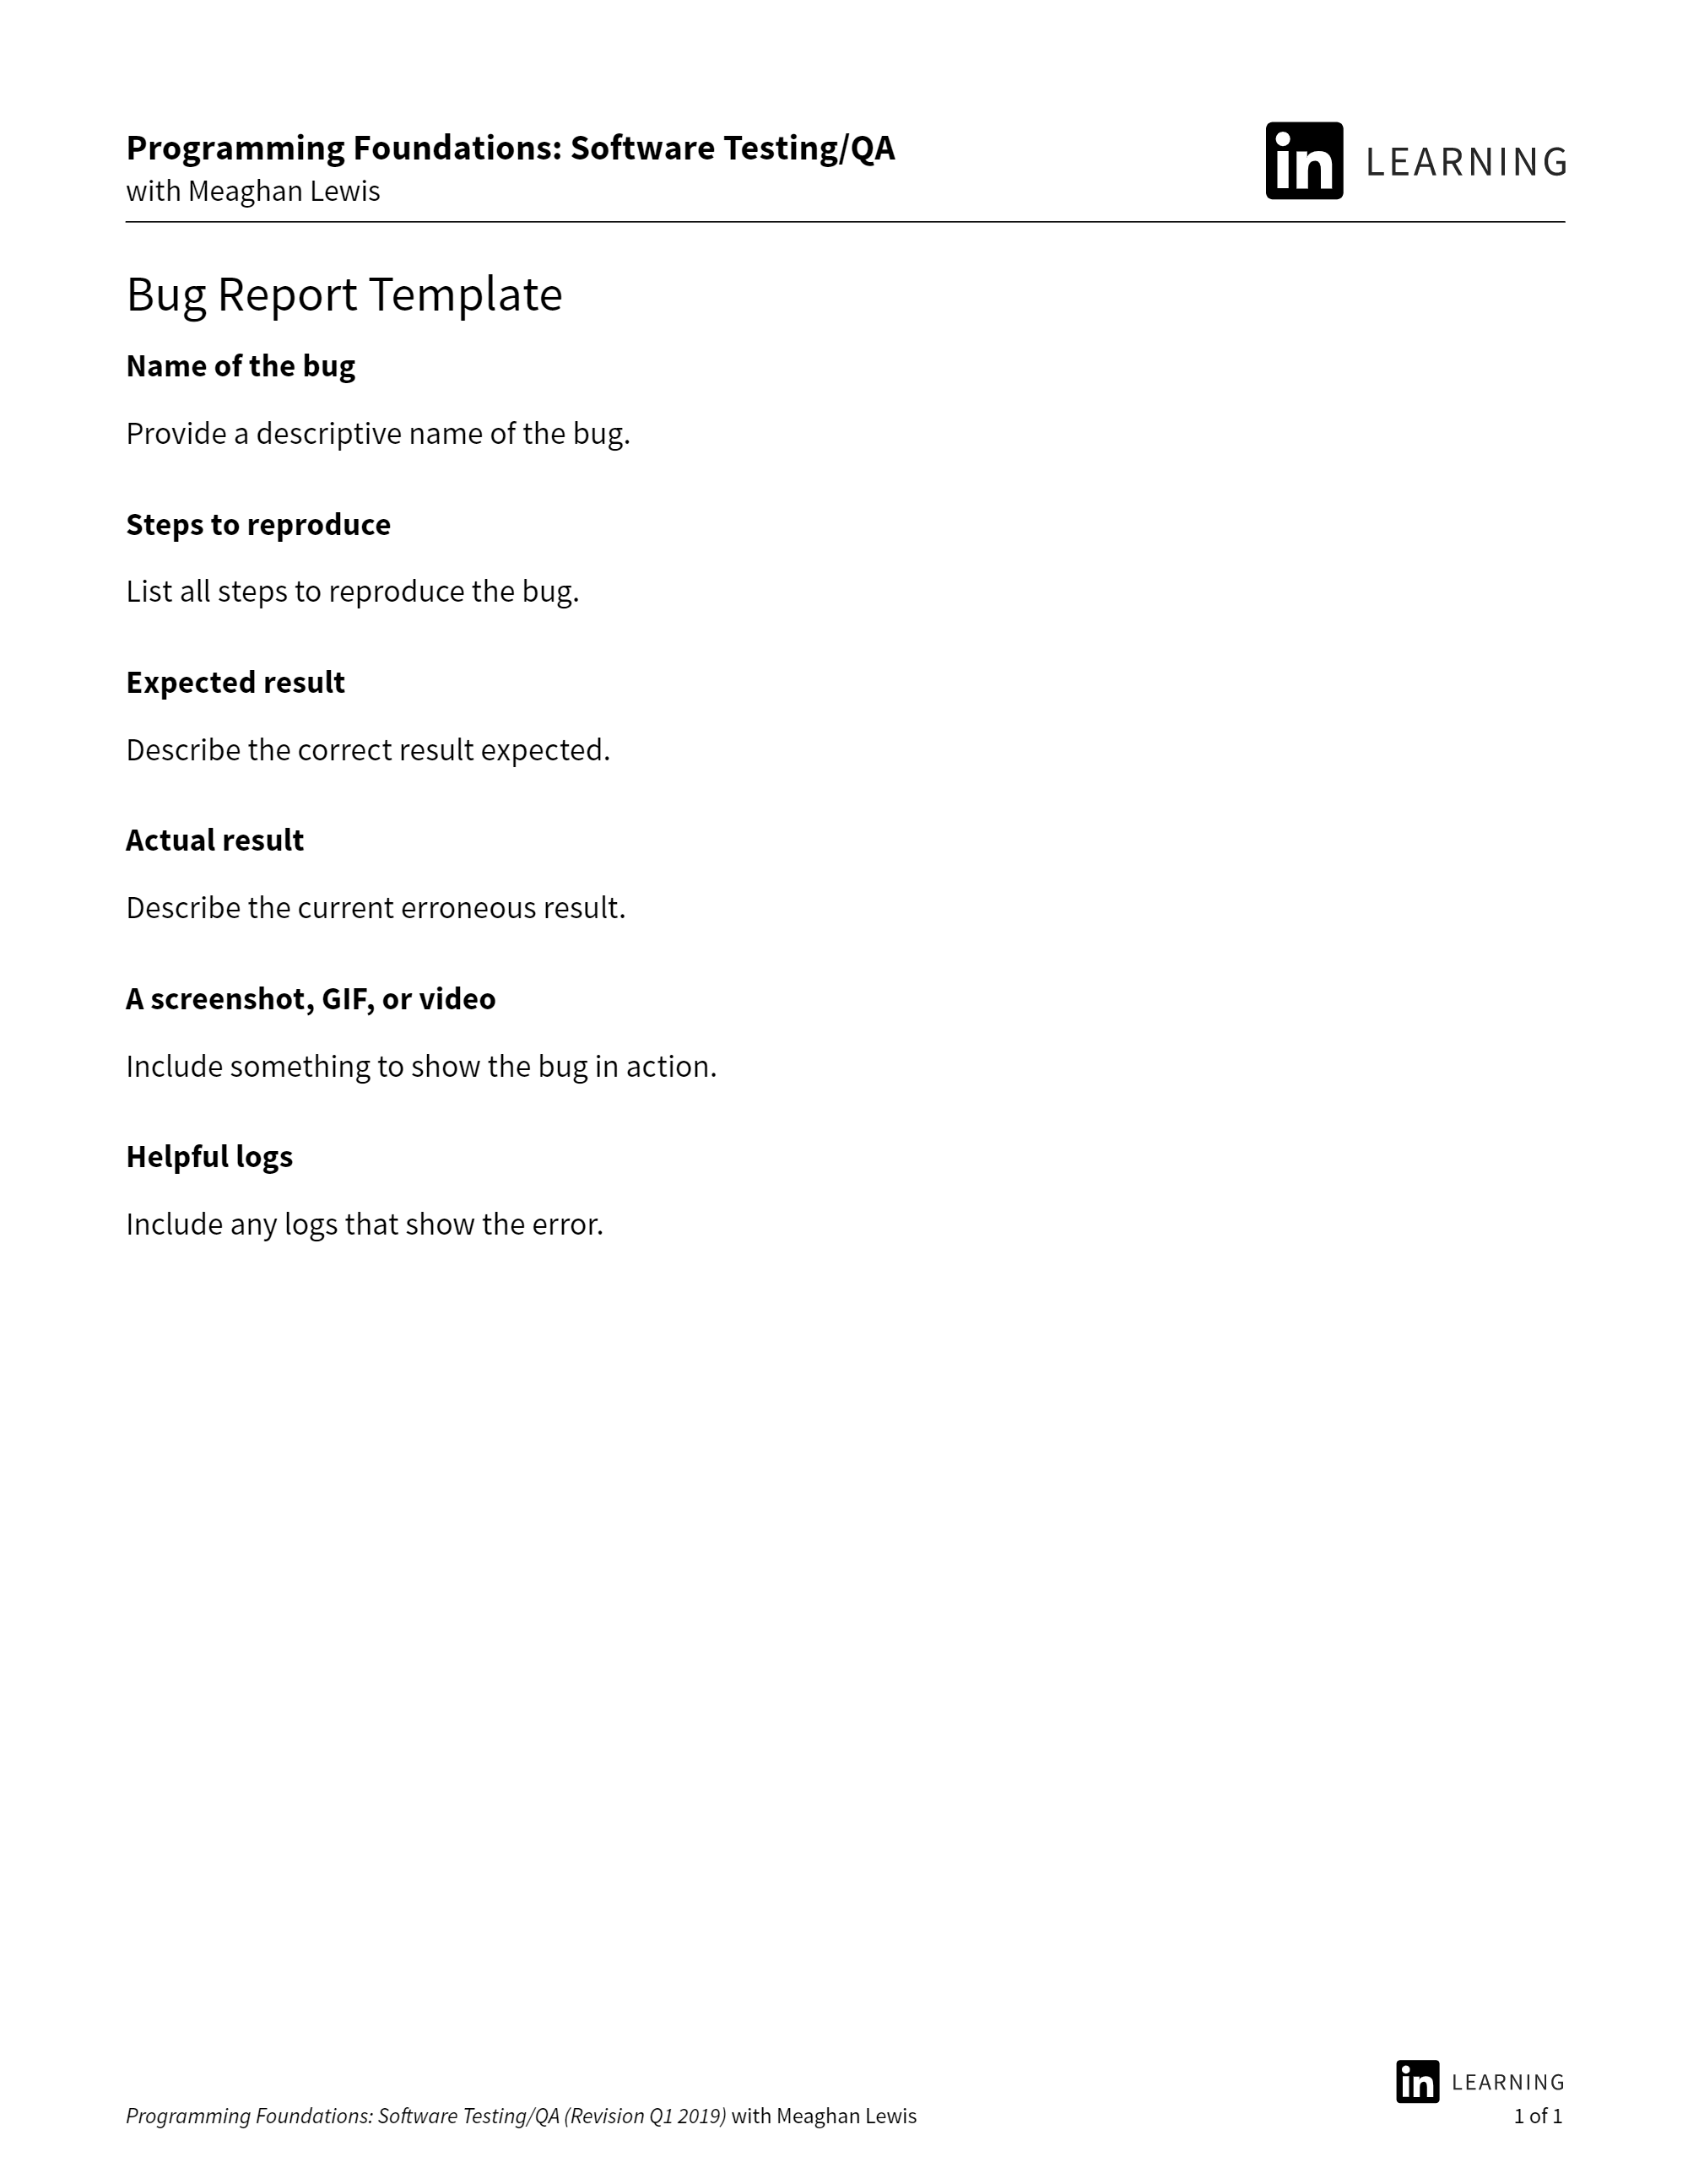 Programming Foundations: Software Testing/QA
with Meaghan Lewis
in LEARNING
Bug Report Template
Name of the bug
Provide a descriptive name of the bug.
Steps to reproduce
List all steps to reproduce the bug.
Expected result
Describe the correct result expected.
Actual result
Describe the current erroneous result.
A screenshot, GIF, or video
Include something to show the bug in action.
Helpful logs
Include any logs that show the error.
in LEARNING
Programming Foundations: Software Testing/QA (Revision Q1 2019) with Meaghan Lewis
1 of 1